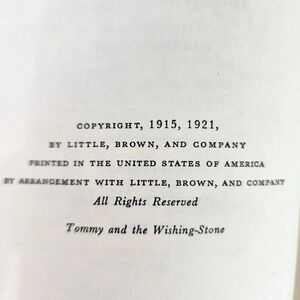 COPYRIGHT, 1915, 1921,
BY LITTLE, BROWN, AND COMPANY
PRINTED IN THE UNITED STATES OF AMERICA
BY ARRANGEMENT WITH LITTLE, BROWN, AND COMPANY
All Rights Reserved
Tommy and the Wishing-Stone